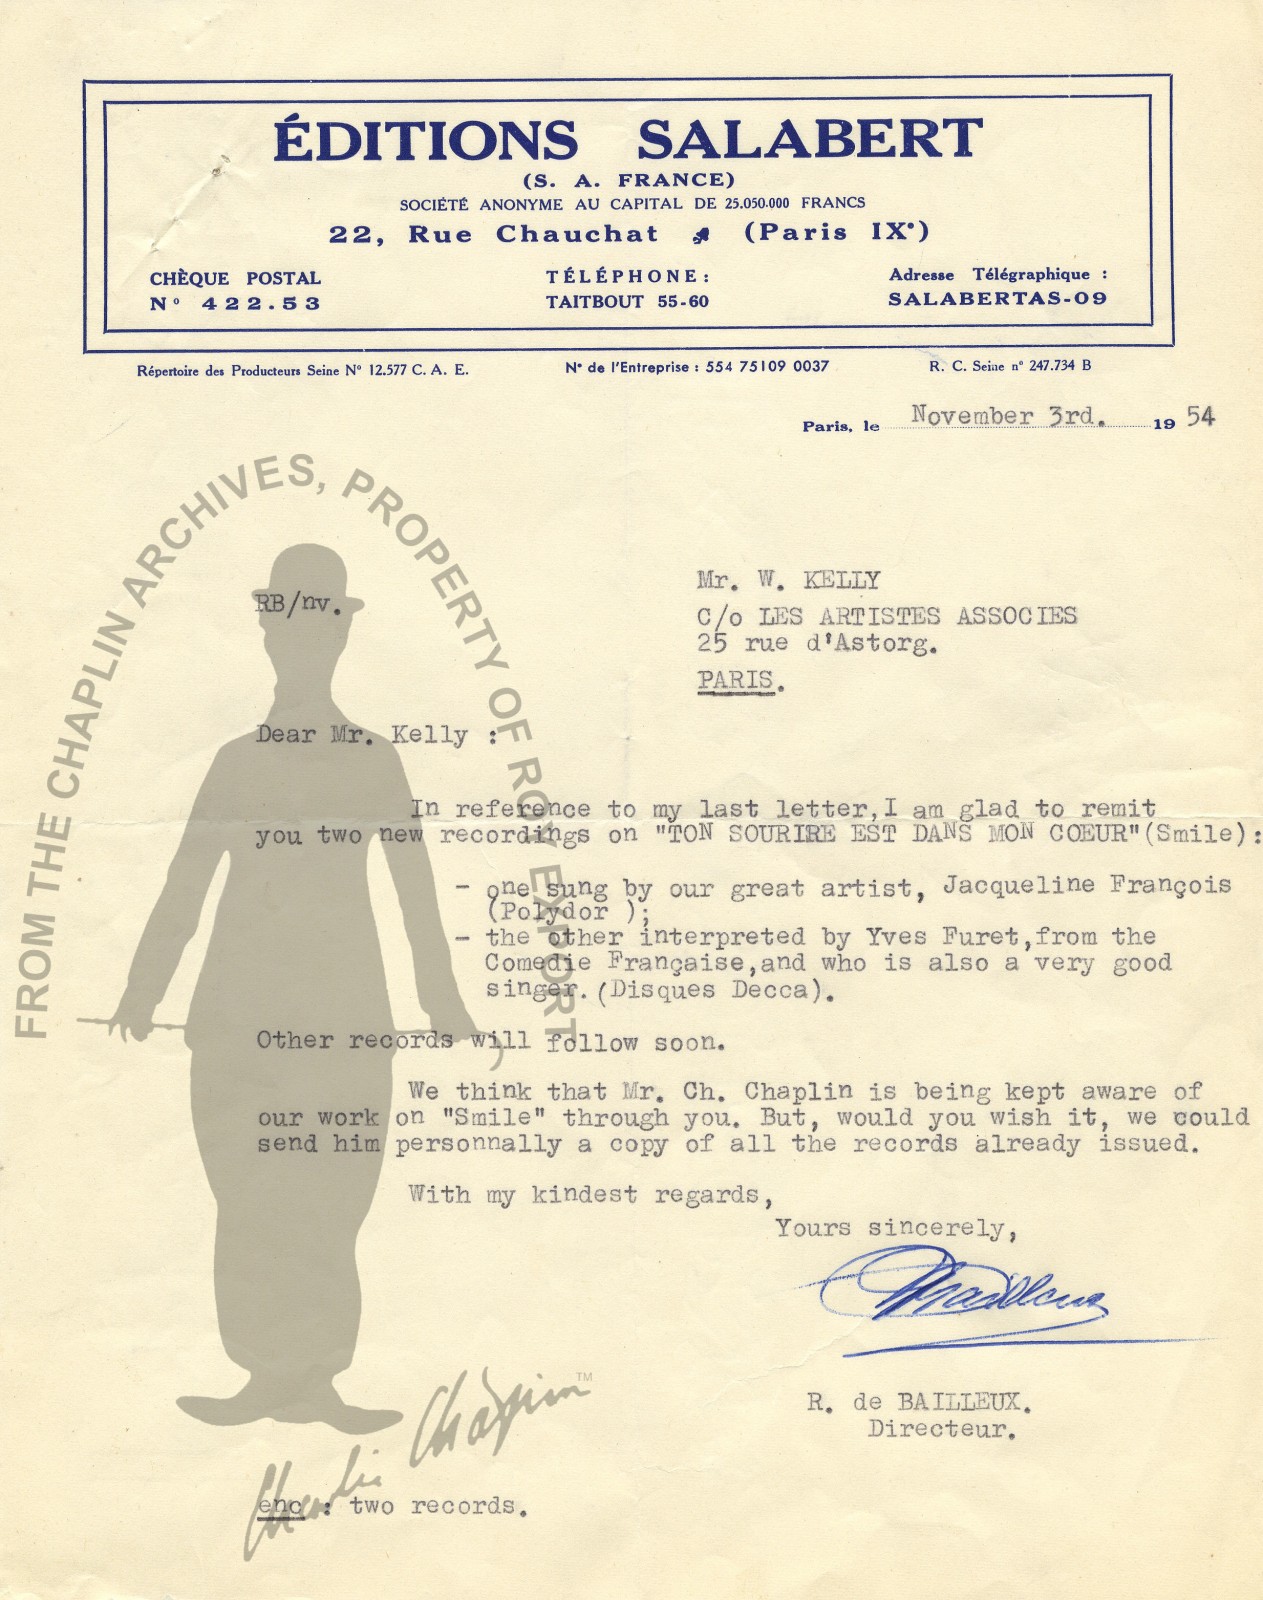 ÉDITIONS SALABERT
(S. A. FRANCE)
SOCIÉTÉ ANONYME AU CAPITAL DE 25.050.000 FRANCS
22, Rue Chauchat (Paris IXe)
CHÈQUE POSTAL
N° 422.53
TÉLÉPHONE:
TAITBOUT 55-60
Adresse Télégraphique :
SALABERTAS-09
Répertoire des Producteurs Seine N° 12.577 C. A. E.
N° de l'Entreprise : 554 75109 0037
R. C. Seine n° 247.734 B
Paris, le November 3rd. 19 54
FROM THE CHAPLIN ARCHIVES, PROPERTY OF ROY EXPORT
Mr. W. KELLY
RB/nv.
C/o LES ARTISTES ASSOCIES
25 rue d'Astorg.
PARIS.
Dear Mr. Kelly :
In reference to my last letter,I am glad to remit
you two new recordings on "TON SOURIRE EST DANS MON COEUR"(Smile):
- one sung by our great artist, Jacqueline François
(Polydor );
- the other interpreted by Yves Furet,from the
Comedie Française,and who is also a very good
singer.(Disques Decca).
Other records will follow soon.
We think that Mr. Ch. Chaplin is being kept aware of
our work on "Smile" through you. But, would you wish it, we could
send him personnally a copy of all the records already issued.
With my kindest regards,
Yours sincerely,
R. de BAILLEUX.
Directeur.
Charlie Chaplin™
enc : two records.